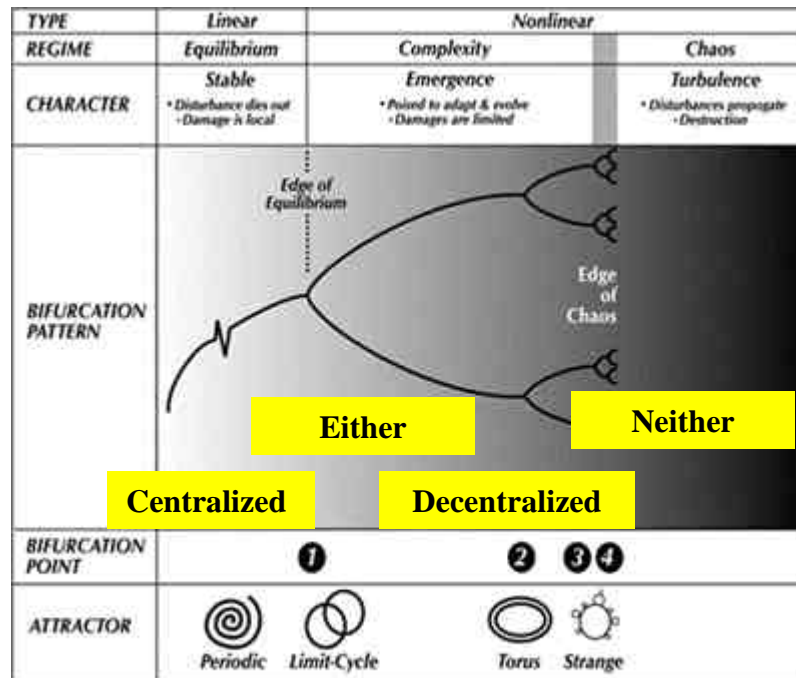 TYPE
Linear
Nonlinear
REGIME
Equilibrium
Complexity
Chaos
CHARACTER
Stable
• Disturbance dies out
• Damage is local
Emergence
• Poised to adapt & evolve
• Damages are limited
Turbulence
• Disturbances propogate
• Destruction
BIFURCATION
PATTERN
Edge of
Equilibrium
Edge
of
Chaos
Either
Neither
Centralized
Decentralized
BIFURCATION
POINT
1
2
3
4
ATTRACTOR
Periodic
Limit-Cycle
Torus
Strange